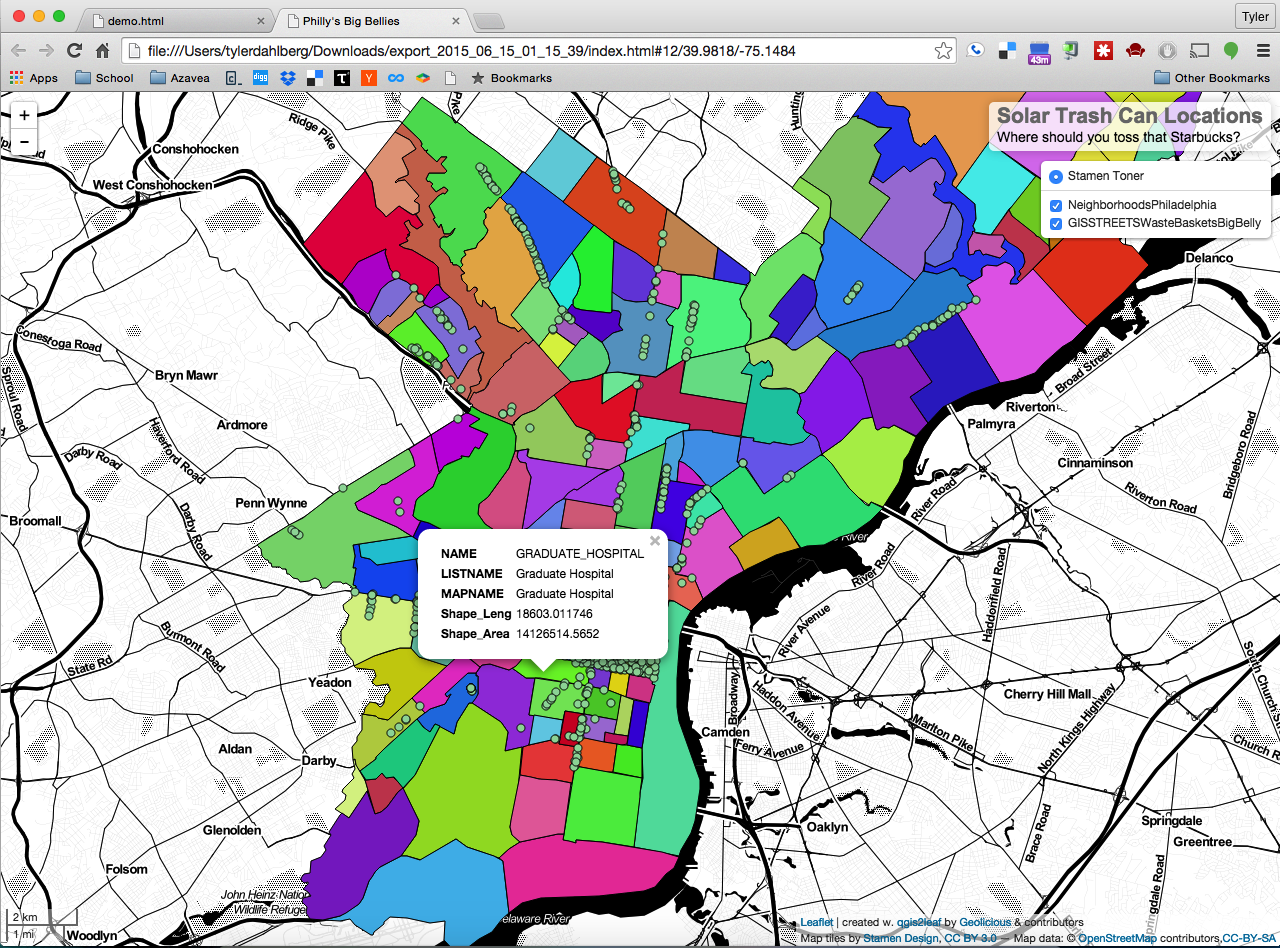 demo.html
Philly's Big Bellies
Tyler
file:///Users/tylerdahlberg/Downloads/export_2015_06_15_01_15_39/index.html#12/39.9818/-75.1484
43m
Apps
School
Azavea
digg
Bookmarks
Other Bookmarks
+
−
Solar Trash Can Locations
Where should you toss that Starbucks?
Stamen Toner
NeighborhoodsPhiladelphia
GISSTREETSWasteBasketsBigBelly
Ridge Pike
Pike
Conshohocken
West Conshohocken
Delanco
Conestoga Road
Sproul Road
Bryn Mawr
Broad Street
Riverton
Palmyra
Ardmore
Haverford Road
Darby Road
Cinnaminson
Bridgeboro Road
Riverton Road
Penn Wynne
River Road
Broomall
Darby Road
NAME GRADUATE_HOSPITAL
LISTNAME Graduate Hospital
MAPNAME Graduate Hospital
Shape_Leng 18603.011746
Shape_Area 14126514.5652
×
River
River Road
Haddonfield Road
River Avenue
Burmont Road
State Rd
Yeadon
Broadway
Haddon Avenue
Cherry Hill Mall
South Church St
Camden
Marlton Pike
North Kings Highway
Church R
Ferry Avenue
Aldan
Darby
Glenolden
Oaklyn
Brace Road
Springdale
Greentree
Folsom
John Heinz Natio
Wildlife Refuge
Springdale Road
2 km
1 mi
Woodlyn
elaware River
Leaflet | created w. qgis2leaf by Geolicious & contributors
Map tiles by Stamen Design, CC BY 3.0 — Map data: © OpenStreetMap contributors,CC-BY-SA